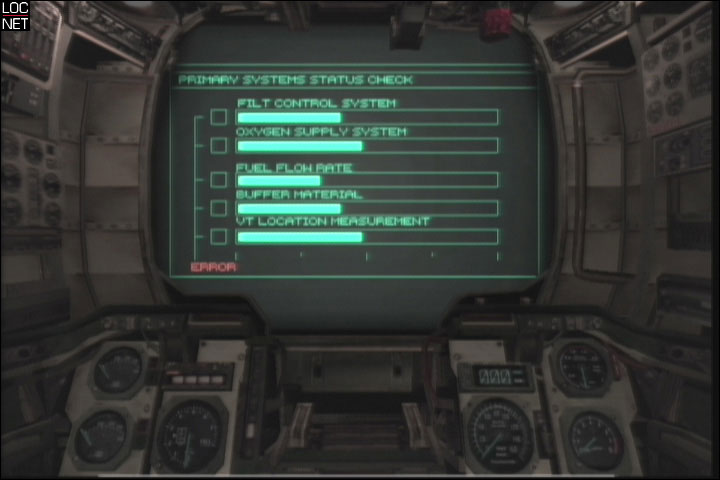 LOC
NET
PRIMARY SYSTEMS STATUS CHECK
FILT CONTROL SYSTEM
OXYGEN SUPPLY SYSTEM
FUEL FLOW RATE
BUFFER MATERIAL
VT LOCATION MEASUREMENT
ERROR